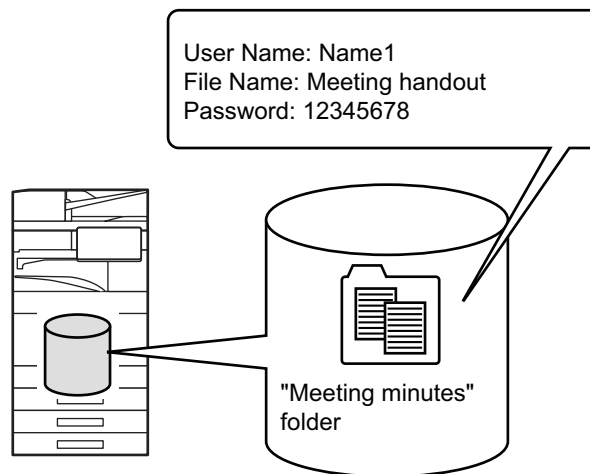 User Name: Name1
File Name: Meeting handout
Password: 12345678
"Meeting minutes"
folder